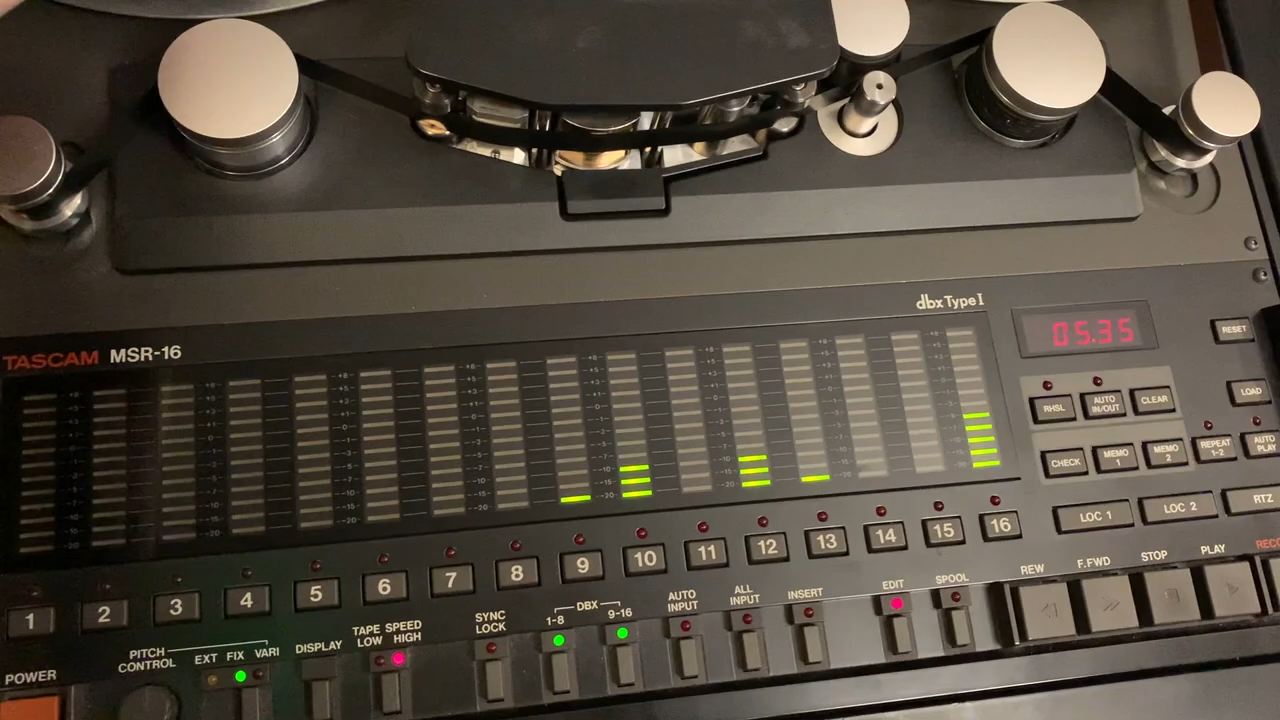 dbx Type I
TASCAM MSR-16
05.35
RESET
RHSL
AUTO IN/OUT
CLEAR
LOAD
CHECK
MEMO 1
MEMO 2
REPEAT 1-2
AUTO PLAY
LOC 1
LOC 2
RTZ
1 2 3 4 5 6 7 8 9 10 11 12 13 14 15 16
REW
F.FWD
STOP
PLAY
POWER
PITCH CONTROL
EXT FIX VARI
DISPLAY
TAPE SPEED
LOW HIGH
SYNC LOCK
DBX
1-8 9-16
AUTO INPUT
ALL INPUT
INSERT
EDIT
SPOOL